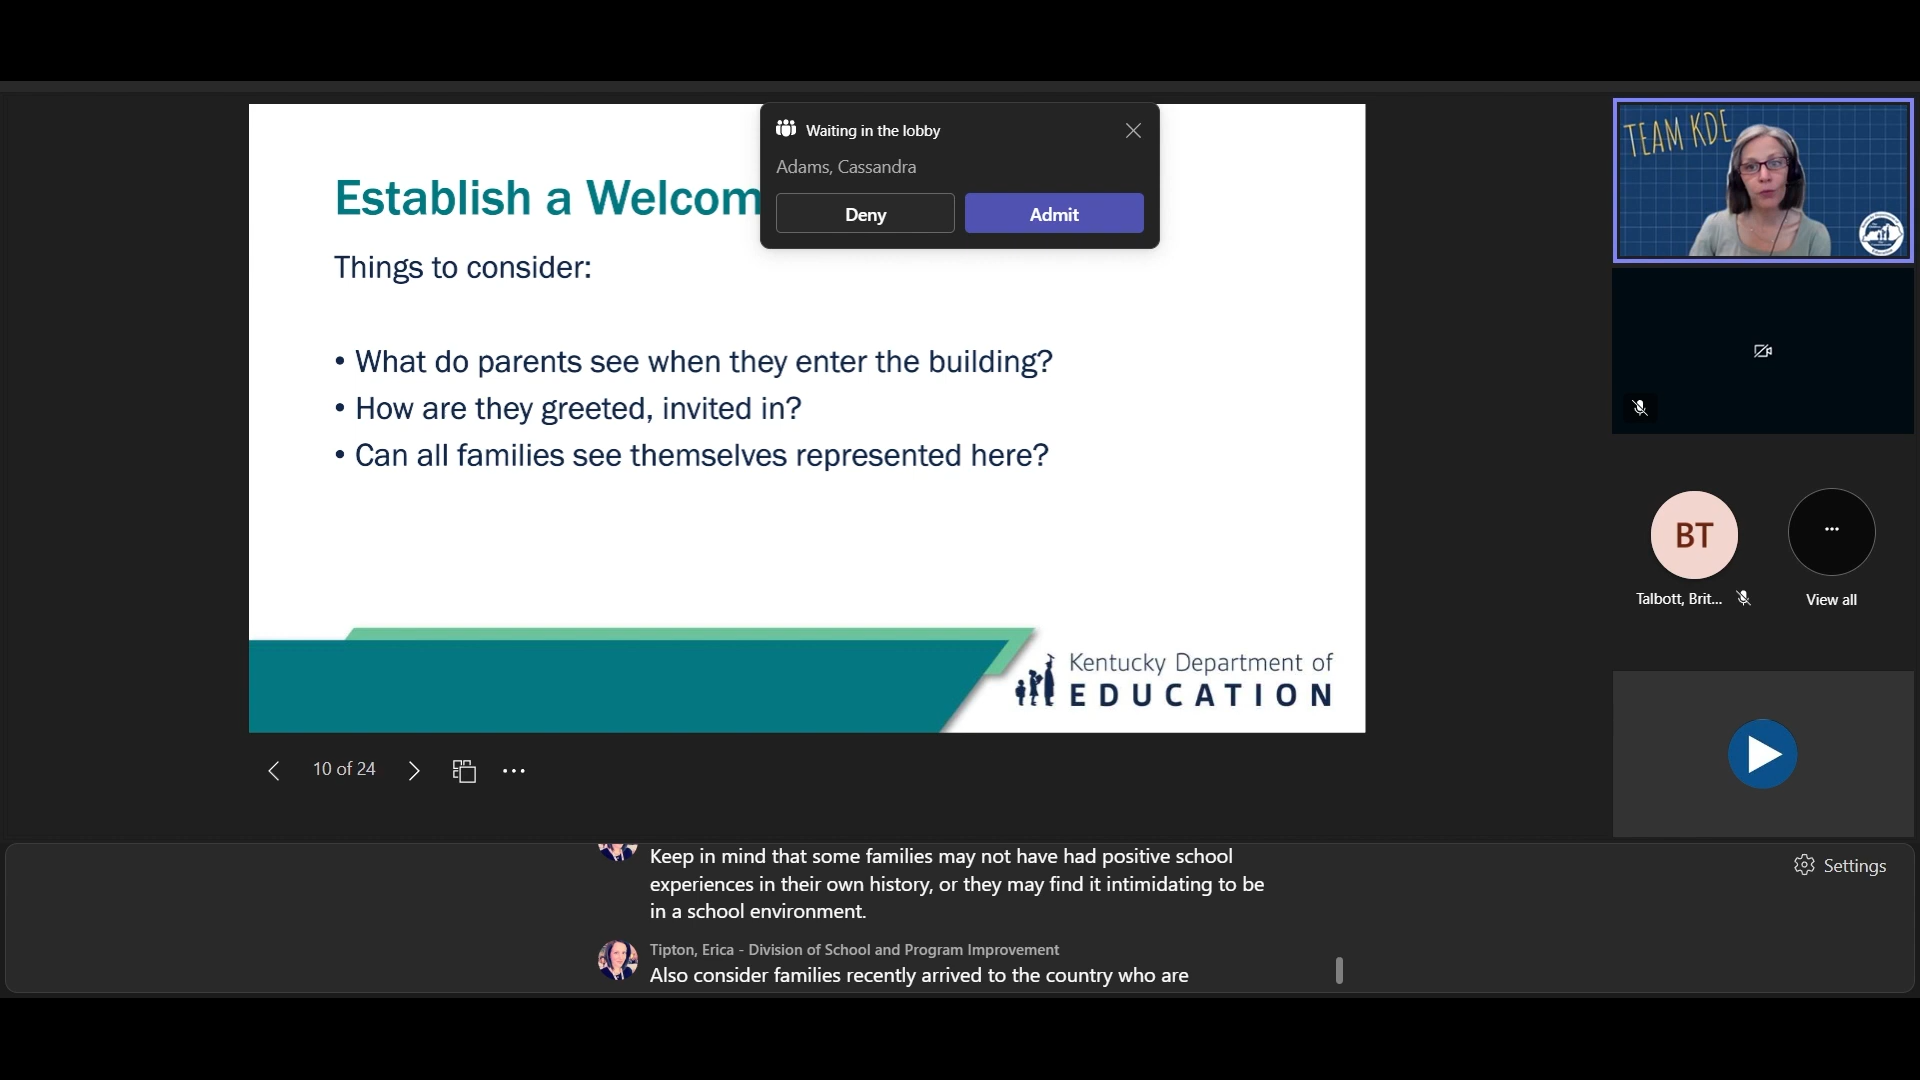 Waiting in the lobby
Adams, Cassandra
Deny
Admit
Establish a Welcom
Things to consider:
• What do parents see when they enter the building?
• How are they greeted, invited in?
• Can all families see themselves represented here?
Kentucky Department of
EDUCATION
10 of 24
TEAM KDE
BT
Talbott, Brit...
View all
Settings
Keep in mind that some families may not have had positive school
experiences in their own history, or they may find it intimidating to be
in a school environment.
Tipton, Erica - Division of School and Program Improvement
Also consider families recently arrived to the country who are